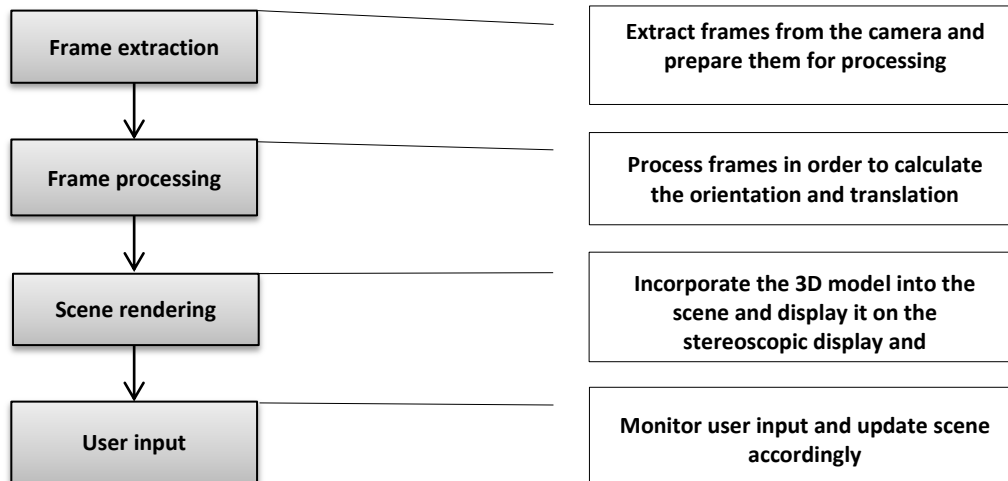 Frame extraction
Extract frames from the camera and
prepare them for processing
Frame processing
Process frames in order to calculate
the orientation and translation
Scene rendering
Incorporate the 3D model into the
scene and display it on the
stereoscopic display and
User input
Monitor user input and update scene
accordingly